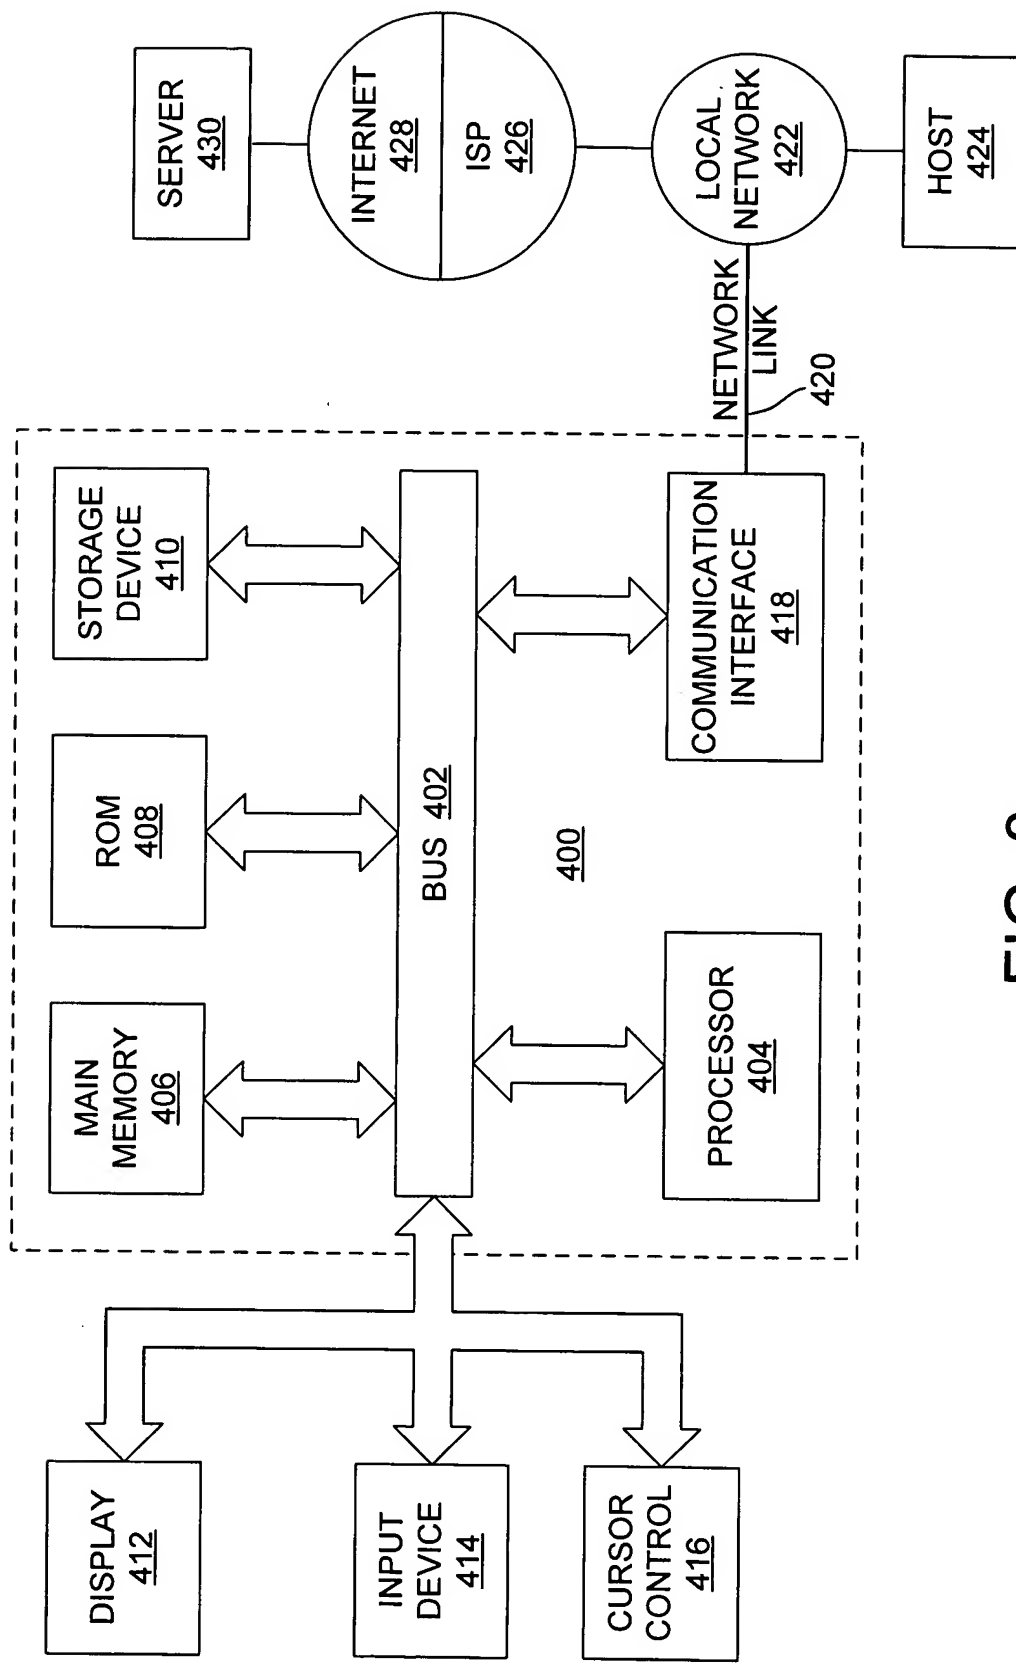 DISPLAY
412
INPUT
DEVICE
414
CURSOR
CONTROL
416
MAIN
MEMORY
406
ROM
408
STORAGE
DEVICE
410
BUS 402
400
PROCESSOR
404
COMMUNICATION
INTERFACE
418
NETWORK
LINK
420
SERVER
430
INTERNET
428
ISP
426
LOCAL
NETWORK
422
HOST
424
FIG.